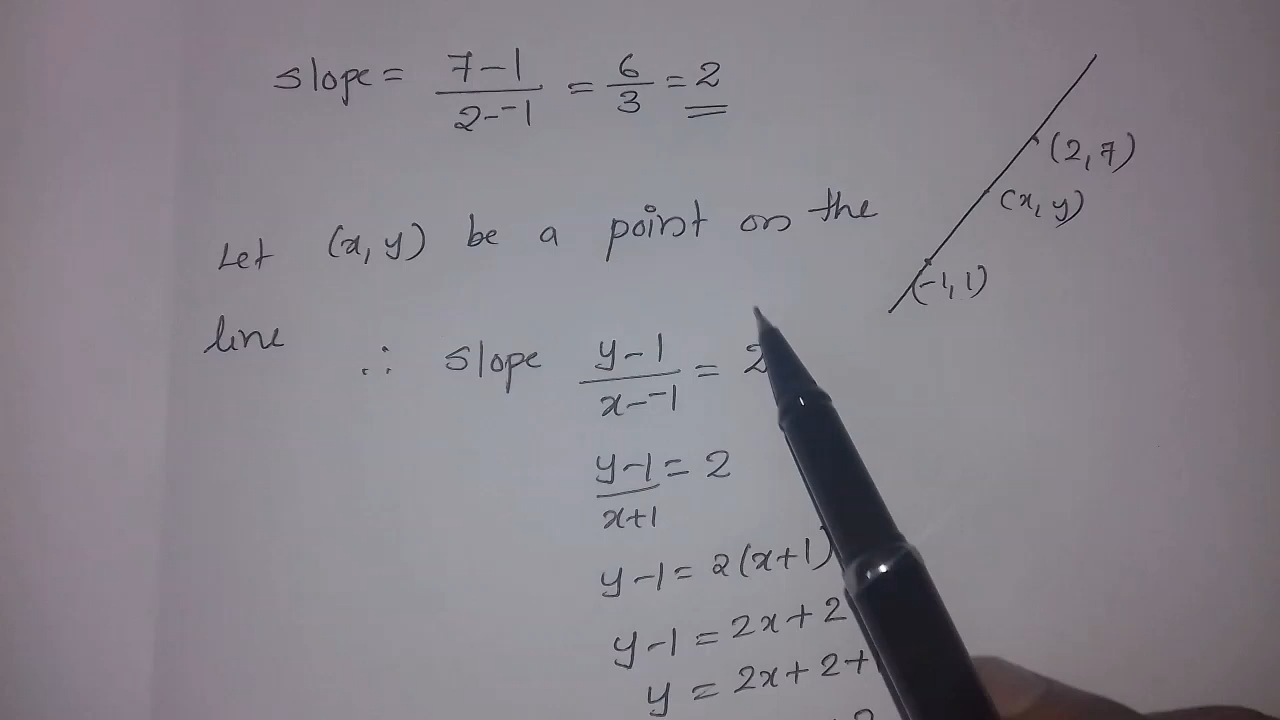 slope = 7-1 / 2--1 = 6/3 = 2
(2,7)
(x, y)
(-1,1)
Let (x, y) be a point on the
line
∴ slope y-1 / x--1 = 2
y-1 / x+1 = 2
y-1 = 2(x+1)
y-1 = 2x+2
y = 2x+2+